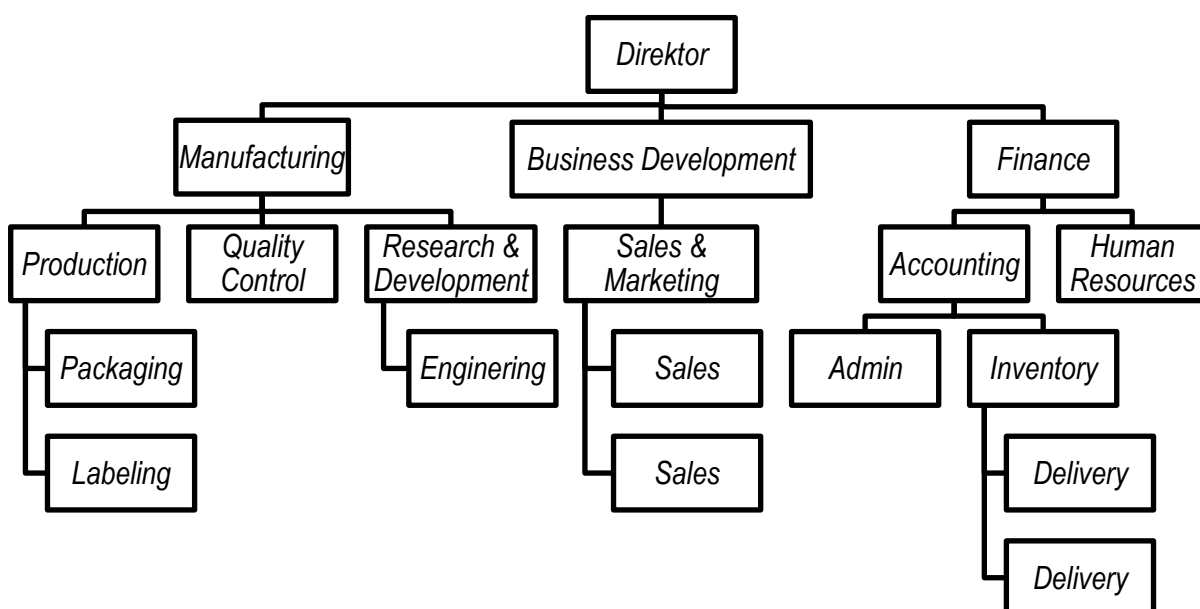 Direktor
Manufacturing
Business Development
Finance
Production
Quality
Control
Research &
Development
Sales &
Marketing
Accounting
Human
Resources
Packaging
Enginering
Sales
Admin
Inventory
Labeling
Sales
Delivery
Delivery